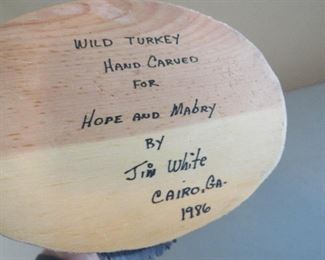 WILD TURKEY
HAND CARVED
FOR
HOPE AND MABRY
BY
Jim White
CAIRO, GA.
1986